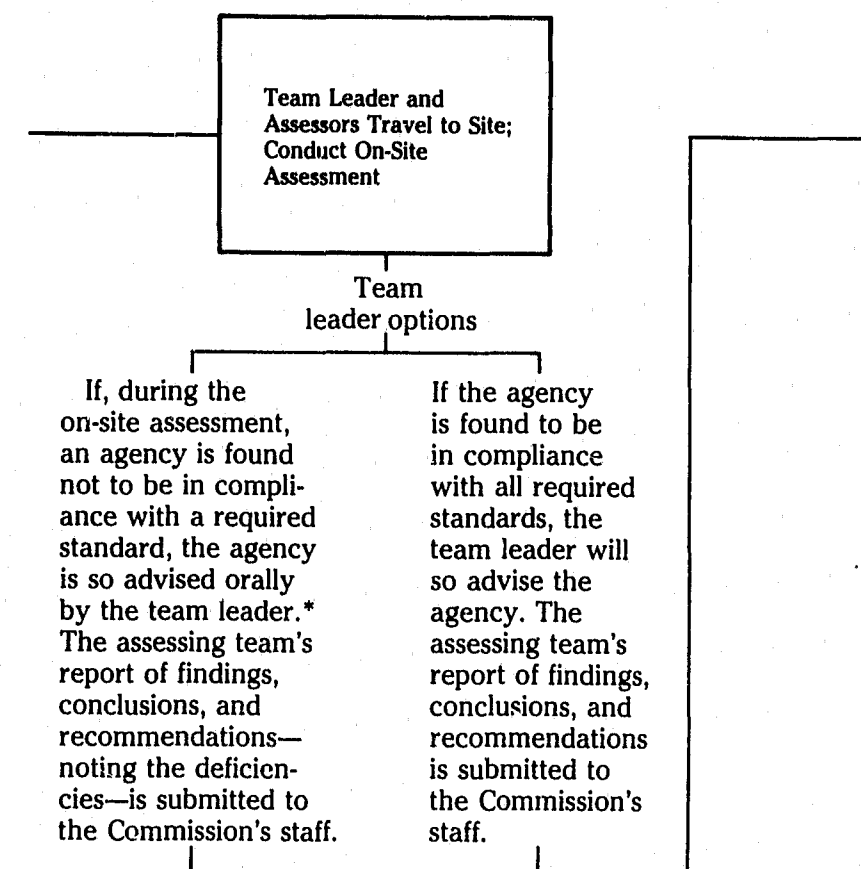 Team Leader and
Assessors Travel to Site;
Conduct On-Site
Assessment
Team
leader options
If, during the
on-site assessment,
an agency is found
not to be in compli-
ance with a required
standard, the agency
is so advised orally
by the team leader.*
The assessing team's
report of findings,
conclusions, and
recommendations—
noting the deficien-
cies—is submitted to
the Commission's staff.
If the agency
is found to be
in compliance
with all required
standards, the
team leader will
so advise the
agency. The
assessing team's
report of findings,
conclusions, and
recommendations
is submitted to
the Commission's
staff.